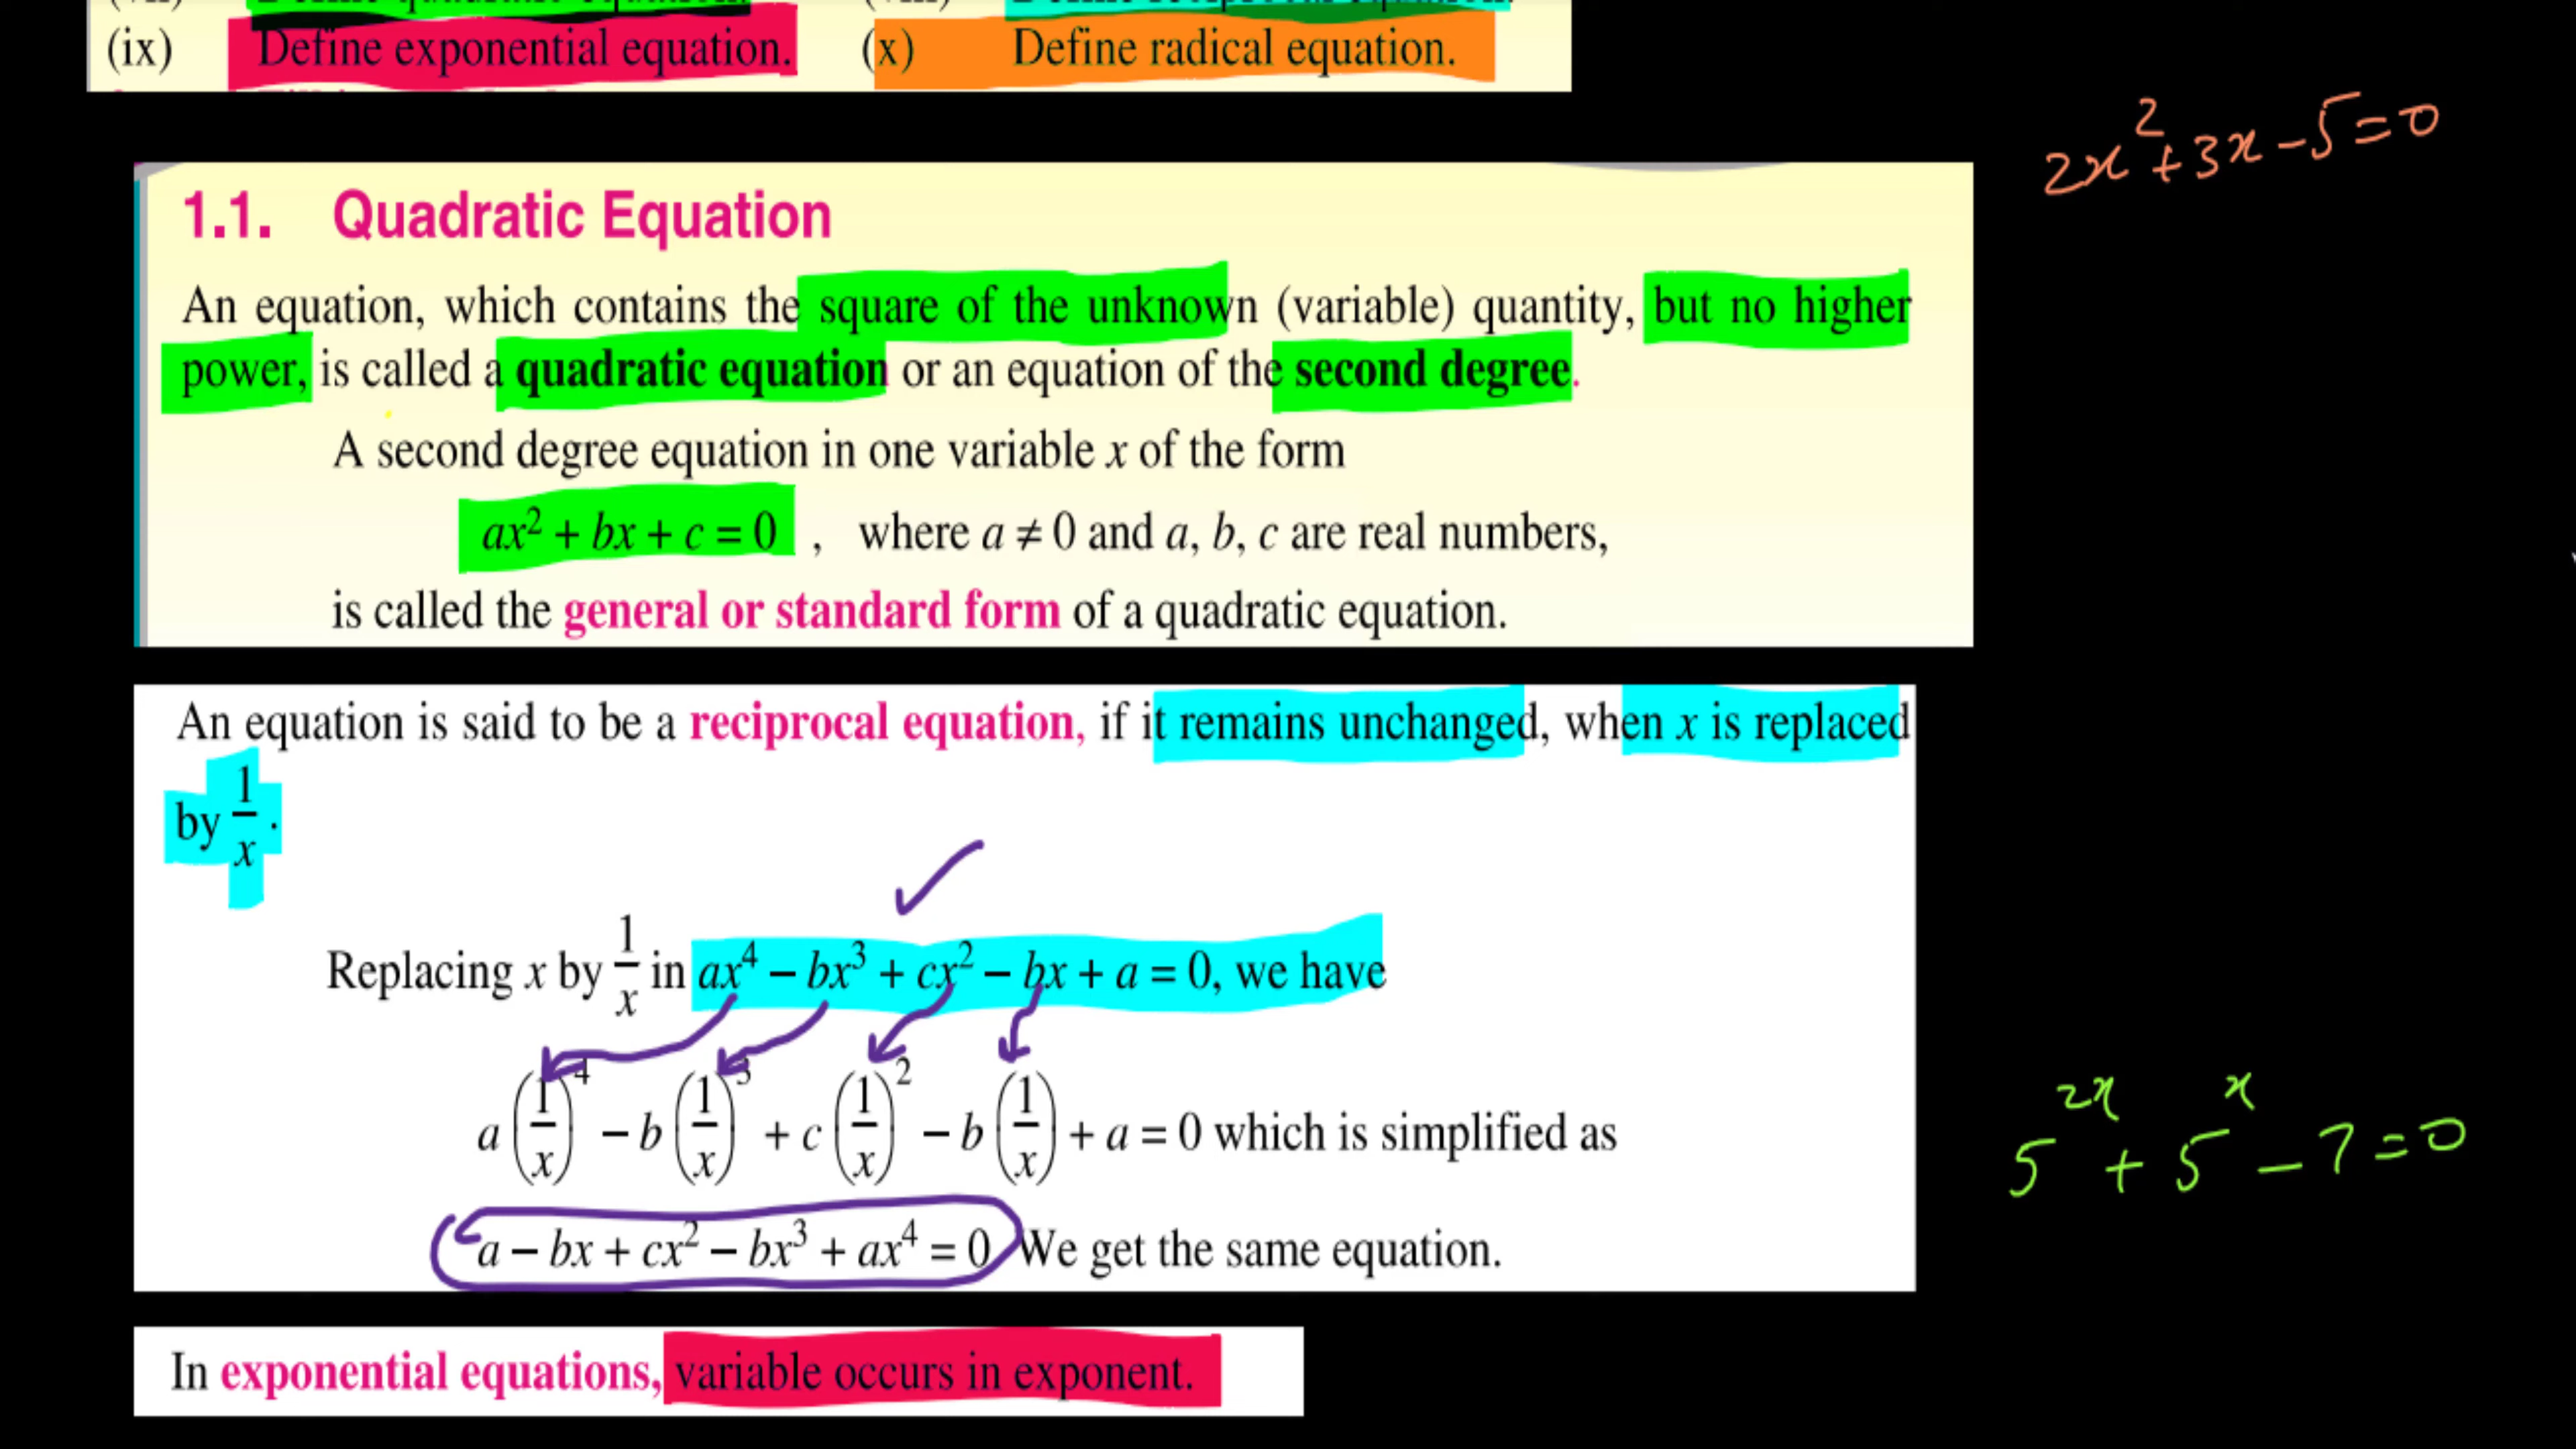 (ix) Define exponential equation. (x) Define radical equation.
2x² + 3x - 5 = 0
1.1. Quadratic Equation
An equation, which contains the square of the unknown (variable) quantity, but no higher
power, is called a quadratic equation or an equation of the second degree.
A second degree equation in one variable x of the form
ax² + bx + c = 0 , where a ≠ 0 and a, b, c are real numbers,
is called the general or standard form of a quadratic equation.
An equation is said to be a reciprocal equation, if it remains unchanged, when x is replaced
by 1/x.
Replacing x by 1/x in ax⁴ – bx³ + cx² – bx + a = 0, we have
a(1/x)⁴ – b(1/x)³ + c(1/x)² – b(1/x) + a = 0 which is simplified as
5²ˣ + 5ˣ - 7 = 0
a – bx + cx² – bx³ + ax⁴ = 0 We get the same equation.
In exponential equations, variable occurs in exponent.